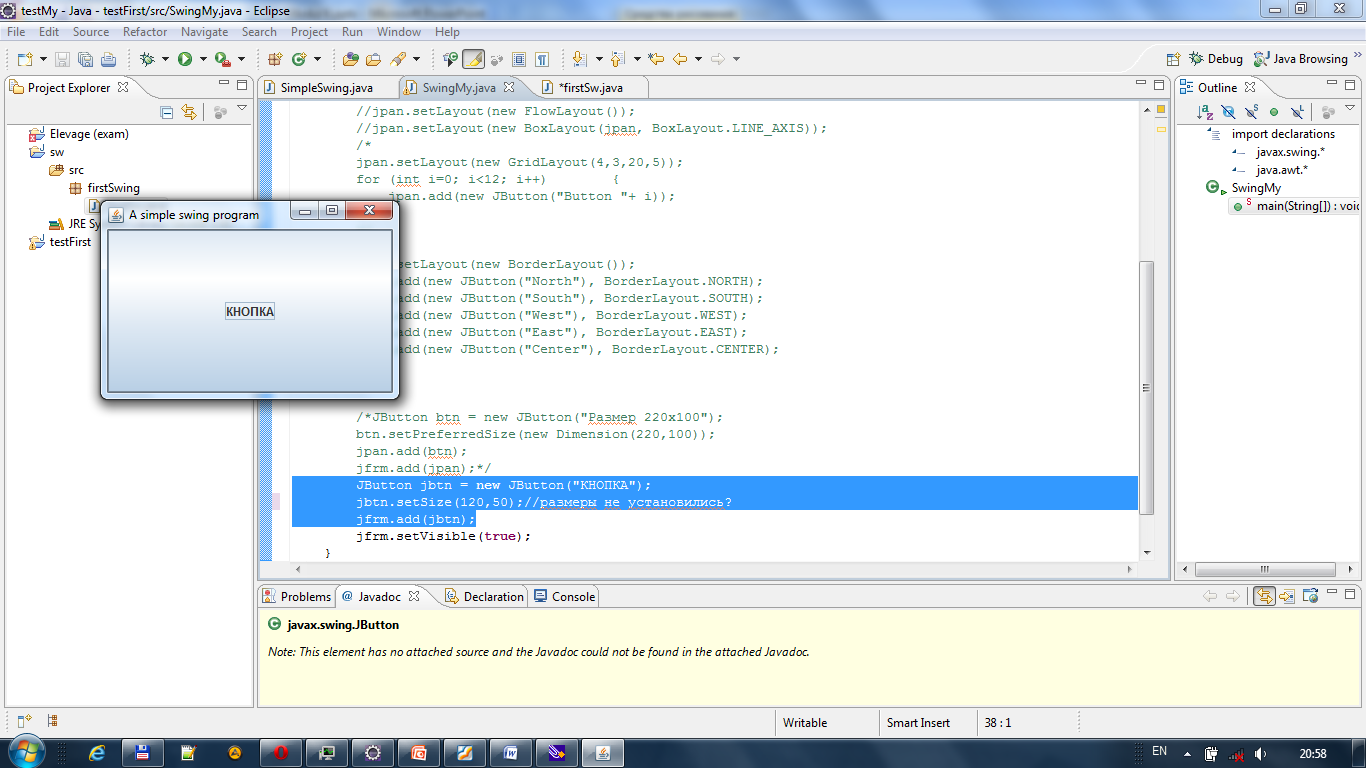 testMy - Java - testFirst/src/SwingMy.java - Eclipse
File Edit Source Refactor Navigate Search Project Run Window Help
Debug Java Browsing
Project Explorer
Elevage (exam)
sw
src
firstSwing
JRE Sy
testFirst
A simple swing program
КНОПКА
SimpleSwing.java SwingMy.java *firstSw.java
//jpan.setLayout(new FlowLayout());
//jpan.setLayout(new BoxLayout(jpan, BoxLayout.LINE_AXIS));
/*
jpan.setLayout(new GridLayout(4,3,20,5));
for (int i=0; i<12; i++) {
jpan.add(new JButton("Button "+ i));
setLayout(new BorderLayout());
add(new JButton("North"), BorderLayout.NORTH);
add(new JButton("South"), BorderLayout.SOUTH);
add(new JButton("West"), BorderLayout.WEST);
add(new JButton("East"), BorderLayout.EAST);
add(new JButton("Center"), BorderLayout.CENTER);
/*JButton btn = new JButton("Размер 220x100");
btn.setPreferredSize(new Dimension(220,100));
jpan.add(btn);
jfrm.add(jpan);*/
JButton jbtn = new JButton("КНОПКА");
jbtn.setSize(120,50);//размеры не установились?
jfrm.add(jbtn);
jfrm.setVisible(true);
}
Outline
import declarations
javax.swing.*
java.awt.*
SwingMy
main(String[]) : voic
Problems @ Javadoc Declaration Console
javax.swing.JButton
Note: This element has no attached source and the Javadoc could not be found in the attached Javadoc.
Writable Smart Insert 38 : 1
EN 20:58